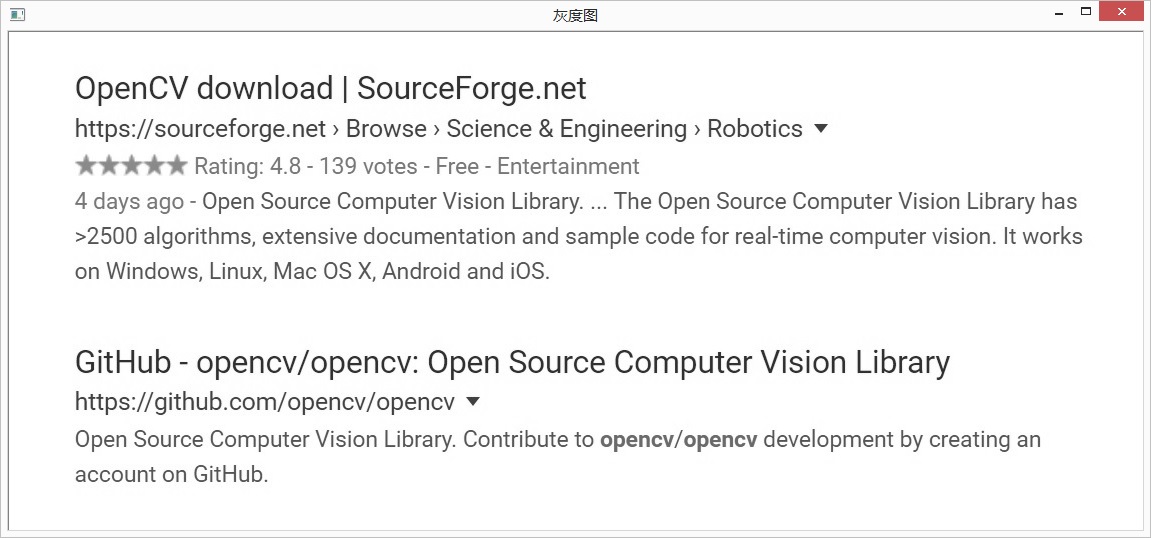 灰度图
OpenCV download | SourceForge.net
https://sourceforge.net › Browse › Science & Engineering › Robotics
Rating: 4.8 - 139 votes - Free - Entertainment
4 days ago - Open Source Computer Vision Library. ... The Open Source Computer Vision Library has
>2500 algorithms, extensive documentation and sample code for real-time computer vision. It works
on Windows, Linux, Mac OS X, Android and iOS.
GitHub - opencv/opencv: Open Source Computer Vision Library
https://github.com/opencv/opencv
Open Source Computer Vision Library. Contribute to opencv/opencv development by creating an
account on GitHub.